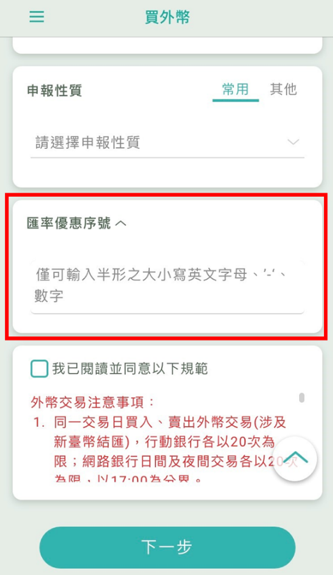 買外幣
申報性質 常用 其他
請選擇申報性質
匯率優惠序號
僅可輸入半形之大小寫英文字母、'-'、
數字
我已閱讀並同意以下規範
外幣交易注意事項：
1. 同一交易日買入、賣出外幣交易(涉及
新臺幣結匯)，行動銀行各以20次為
限；網路銀行日間及夜間交易各以20次
為限，以17:00為分界。
下一步